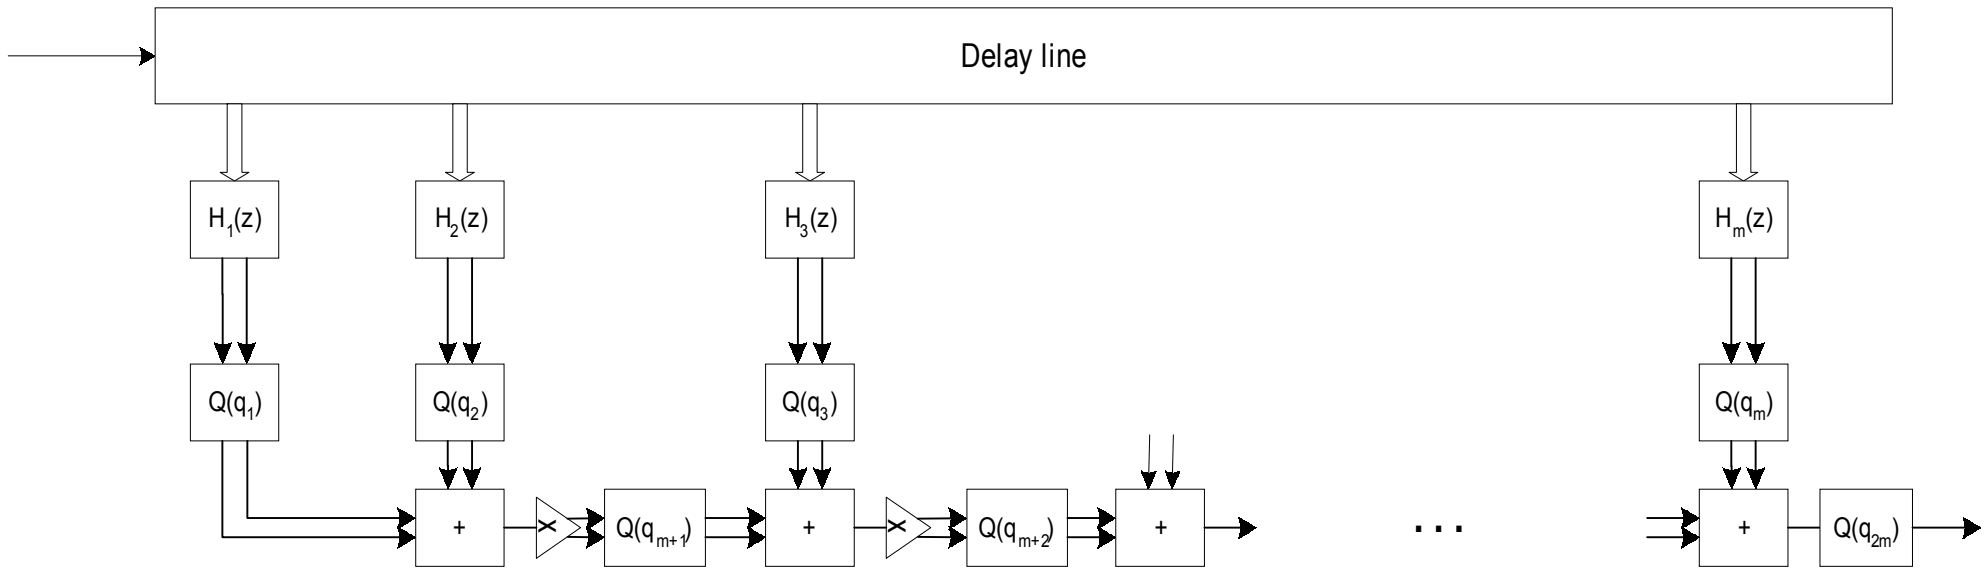 Delay line
H₁(z) H₂(z) H₃(z) Hₘ(z)
Q(q₁) Q(q₂) Q(q₃) Q(qₘ)
+ X Q(qₘ₊₁) + X Q(qₘ₊₂) + ... + Q(q₂ₘ)